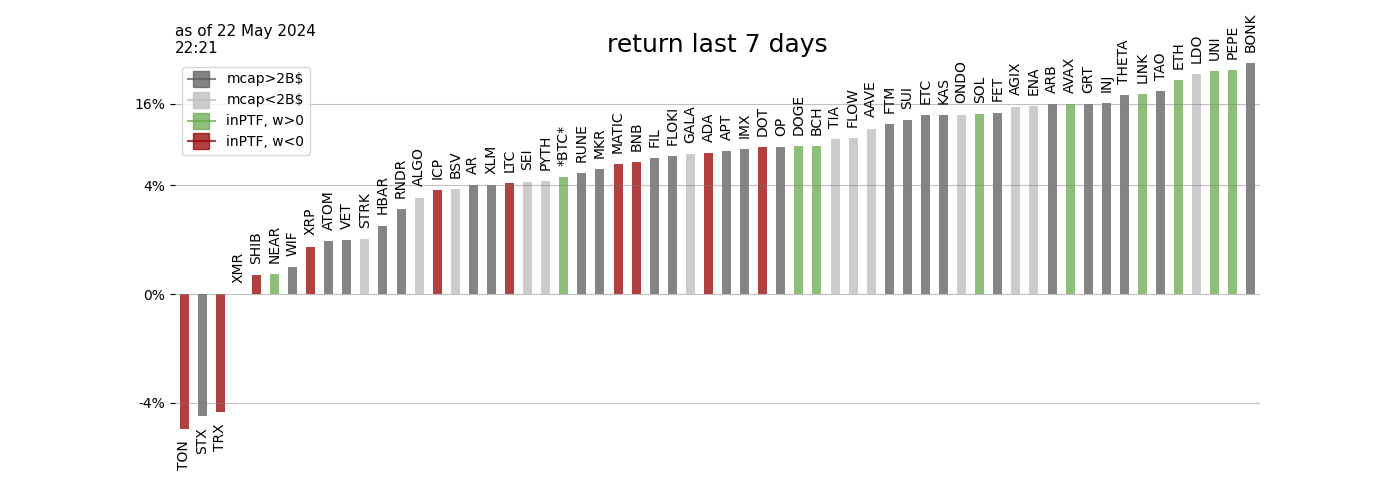 as of 22 May 2024
22:21
return last 7 days
mcap>2B$
mcap<2B$
inPTF, w>0
inPTF, w<0
16%
4%
0%
-4%
TON
STX
TRX
XMR
SHIB
NEAR
WIF
XRP
ATOM
VET
STRK
HBAR
RNDR
ALGO
ICP
BSV
AR
XLM
LTC
SEI
PYTH
*BTC*
RUNE
MKR
MATIC
BNB
FIL
FLOKI
GALA
ADA
APT
IMX
DOT
OP
DOGE
BCH
TIA
FLOW
AAVE
FTM
SUI
ETC
KAS
ONDO
SOL
FET
AGIX
ENA
ARB
AVAX
GRT
INJ
THETA
LINK
TAO
ETH
LDO
UNI
PEPE
BONK